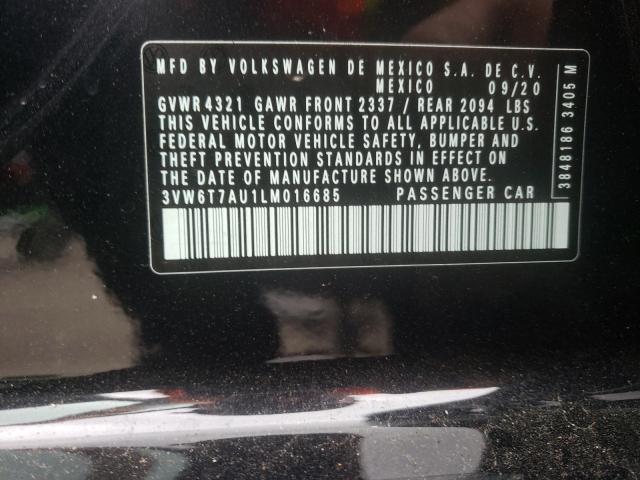 MFD BY VOLKSWAGEN DE MEXICO S.A. DE C.V.
MEXICO 09/20
GVWR 4321 GAWR FRONT 2337 / REAR 2094 LBS
THIS VEHICLE CONFORMS TO ALL APPLICABLE U.S.
FEDERAL MOTOR VEHICLE SAFETY, BUMPER AND
THEFT PREVENTION STANDARDS IN EFFECT ON
THE DATE OF MANUFACTURE SHOWN ABOVE.
3VW6T7AU1LM016685 PASSENGER CAR
3848186 3405 M